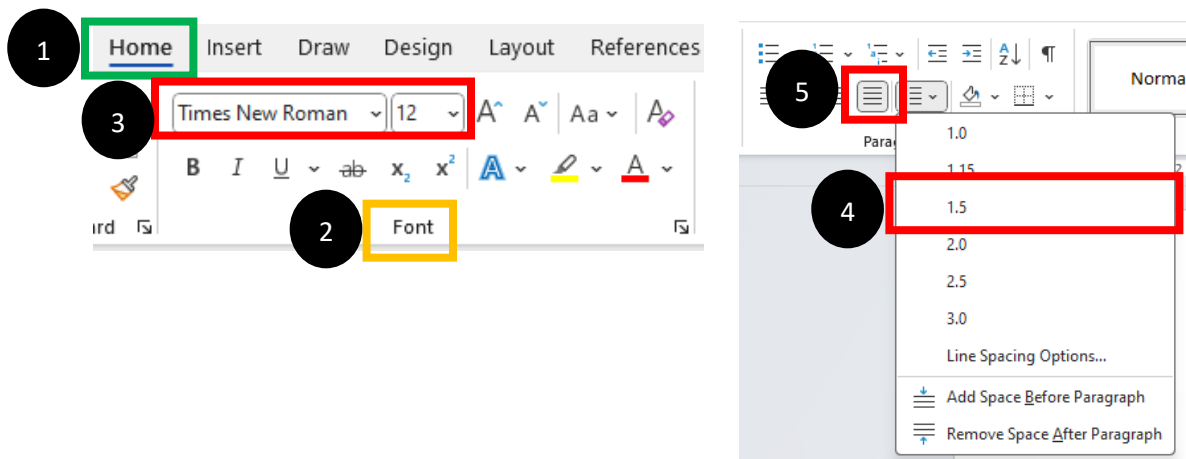 1
Home Insert Draw Design Layout References
3
Times New Roman 12 A A Aa A
B I U ab x2 x2 A A
2
Font
5
A
Z
¶
Norma
Para
1.0
1.15
4
1.5
2.0
2.5
3.0
Line Spacing Options...
Add Space Before Paragraph
Remove Space After Paragraph
2